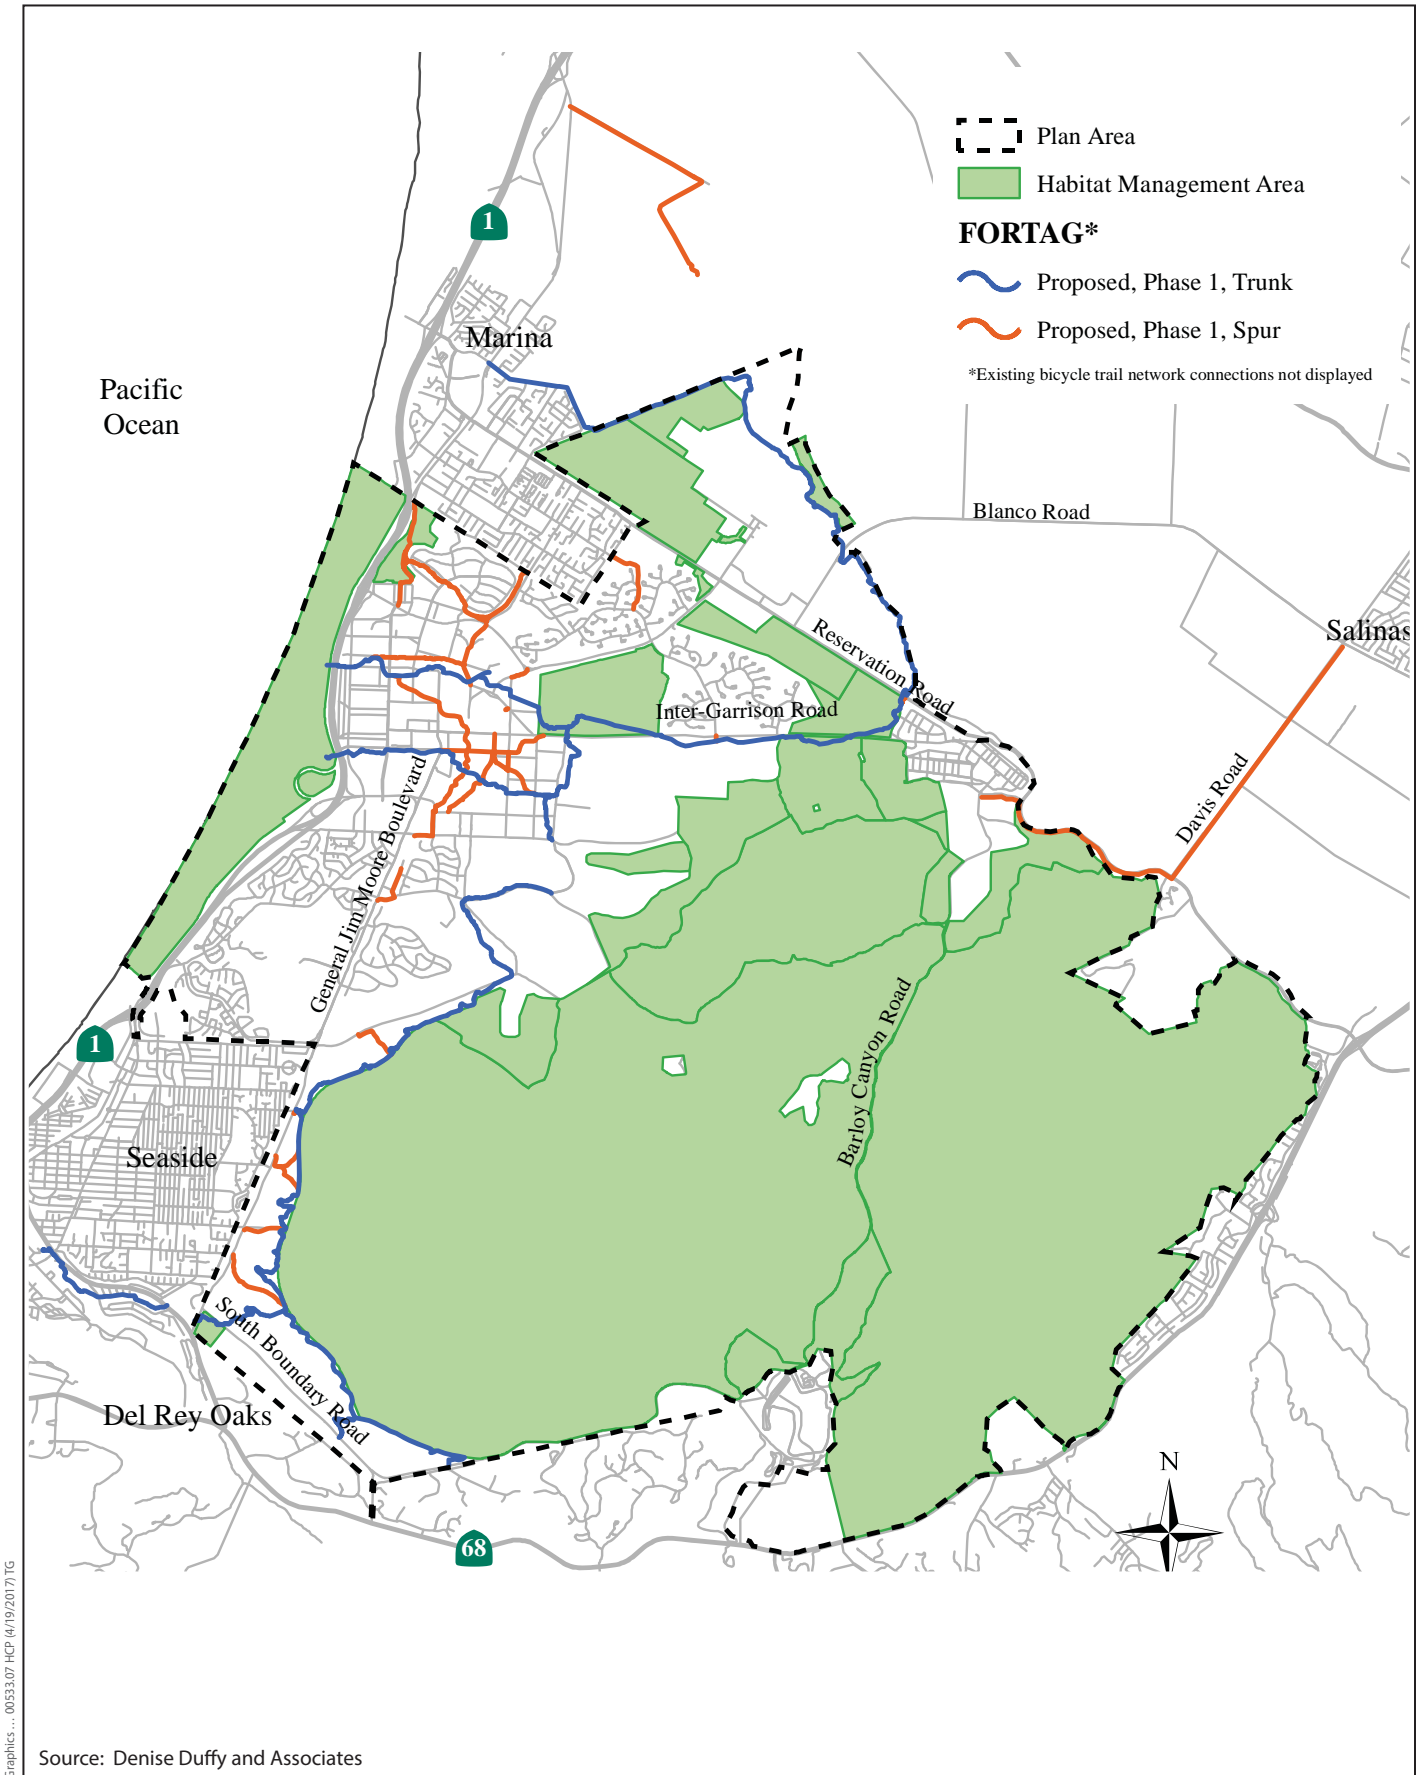 Plan Area
Habitat Management Area
FORTAG*
Proposed, Phase 1, Trunk
Proposed, Phase 1, Spur
*Existing bicycle trail network connections not displayed
1
Marina
Pacific
Ocean
Blanco Road
Salinas
Reservation Road
Inter-Garrison Road
Davis Road
General Jim Moore Boulevard
Barloy Canyon Road
1
Seaside
South Boundary Road
Del Rey Oaks
N
68
Graphics ... 00533.07 HCP (4/19/2017) TG
Source: Denise Duffy and Associates